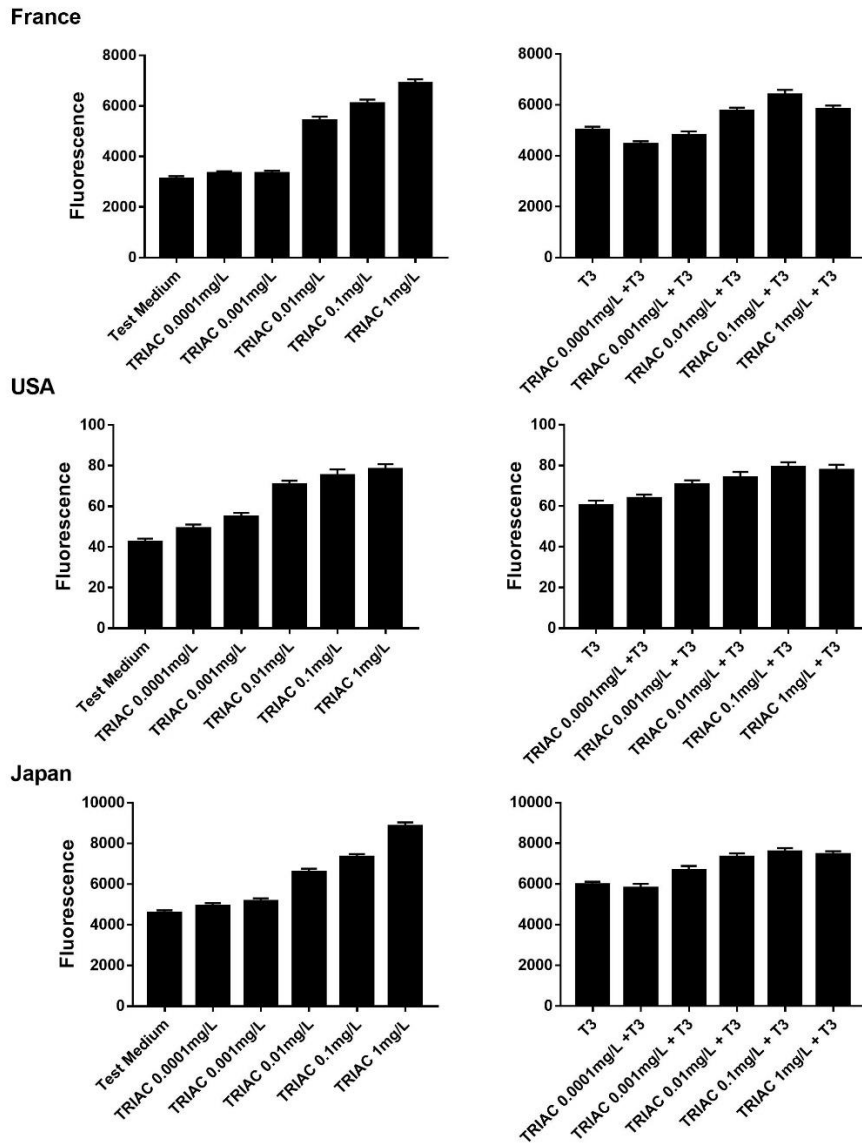 France
Fluorescence
8000
6000
4000
2000
0
Test Medium
TRIAC 0.0001mg/L
TRIAC 0.001mg/L
TRIAC 0.01mg/L
TRIAC 0.1mg/L
TRIAC 1mg/L
8000
6000
4000
2000
0
T3
TRIAC 0.0001mg/L +T3
TRIAC 0.001mg/L + T3
TRIAC 0.01mg/L + T3
TRIAC 0.1mg/L + T3
TRIAC 1mg/L + T3
USA
Fluorescence
100
80
60
40
20
0
Test Medium
TRIAC 0.0001mg/L
TRIAC 0.001mg/L
TRIAC 0.01mg/L
TRIAC 0.1mg/L
TRIAC 1mg/L
Fluorescence
100
80
60
40
20
0
T3
TRIAC 0.0001mg/L +T3
TRIAC 0.001mg/L + T3
TRIAC 0.01mg/L + T3
TRIAC 0.1mg/L + T3
TRIAC 1mg/L + T3
Japan
Fluorescence
10000
8000
6000
4000
2000
0
Test Medium
TRIAC 0.0001mg/L
TRIAC 0.001mg/L
TRIAC 0.01mg/L
TRIAC 0.1mg/L
TRIAC 1mg/L
10000
8000
6000
4000
2000
0
T3
TRIAC 0.0001mg/L +T3
TRIAC 0.001mg/L + T3
TRIAC 0.01mg/L + T3
TRIAC 0.1mg/L + T3
TRIAC 1mg/L + T3